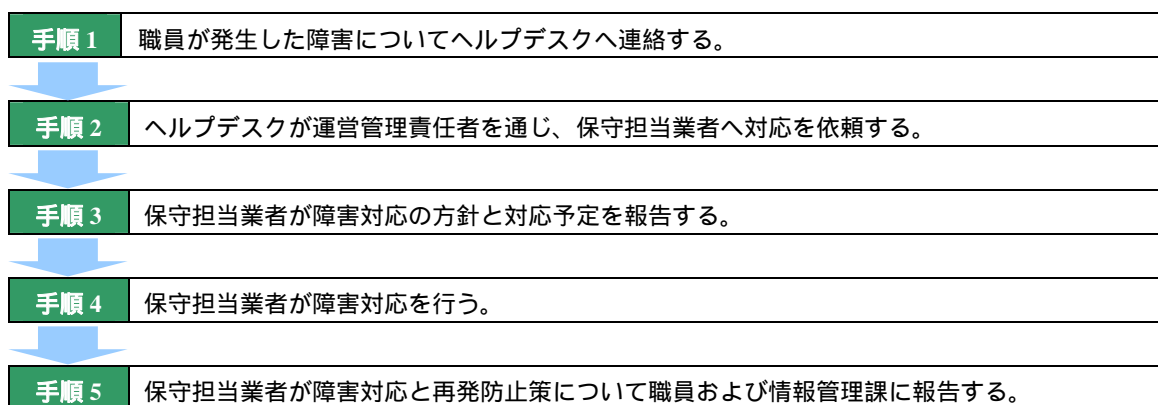 手順 1 職員が発生した障害についてヘルプデスクへ連絡する。
手順 2 ヘルプデスクが運営管理責任者を通じ、保守担当業者へ対応を依頼する。
手順 3 保守担当業者が障害対応の方針と対応予定を報告する。
手順 4 保守担当業者が障害対応を行う。
手順 5 保守担当業者が障害対応と再発防止策について職員および情報管理課に報告する。